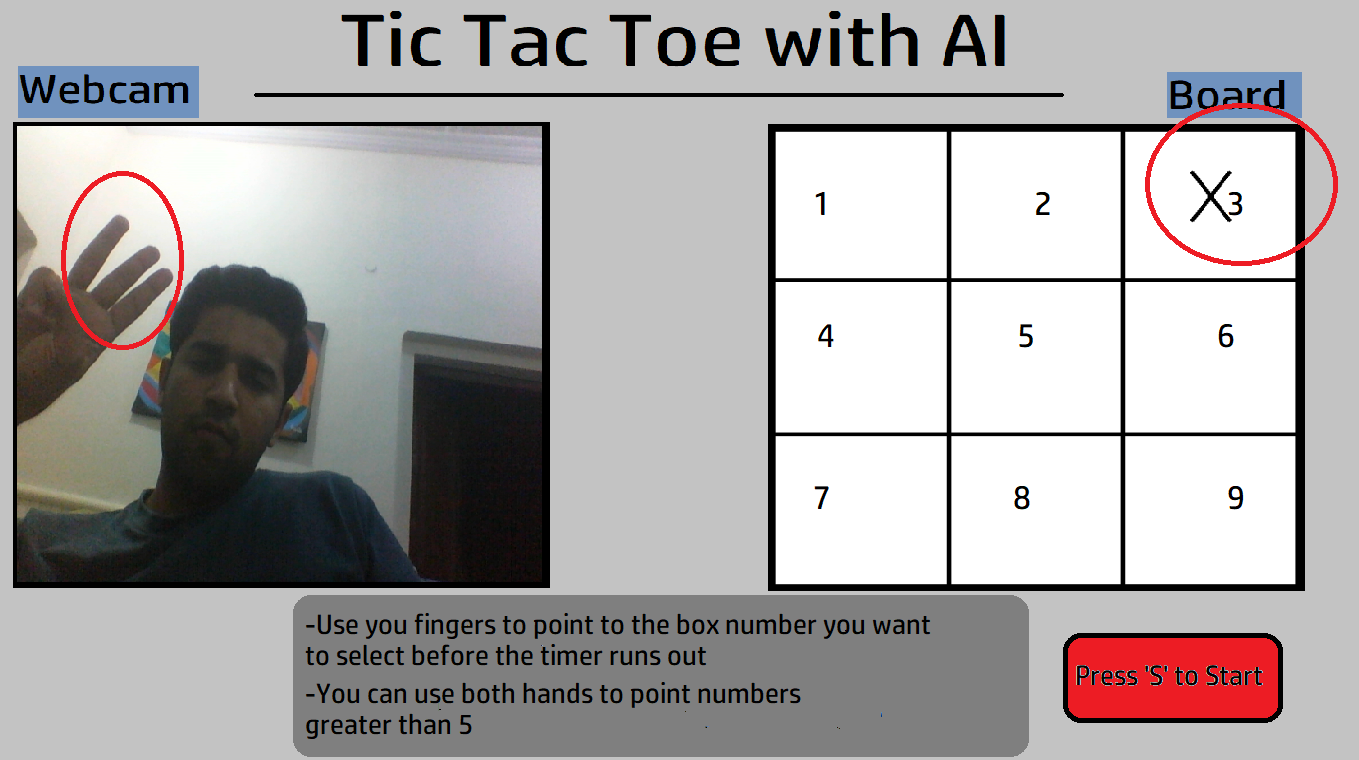 Tic Tac Toe with AI
Webcam
Board
1 2 X3
4 5 6
7 8 9
-Use you fingers to point to the box number you want
to select before the timer runs out
-You can use both hands to point numbers
greater than 5
Press 'S' to Start